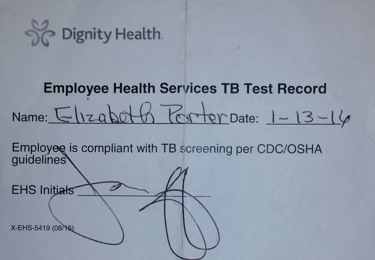 Dignity Health
Employee Health Services TB Test Record
Name: Elizabeth Porter Date: 1-13-14
Employee is compliant with TB screening per CDC/OSHA
guidelines
EHS Initials
X-EHS-5419 (08/16)